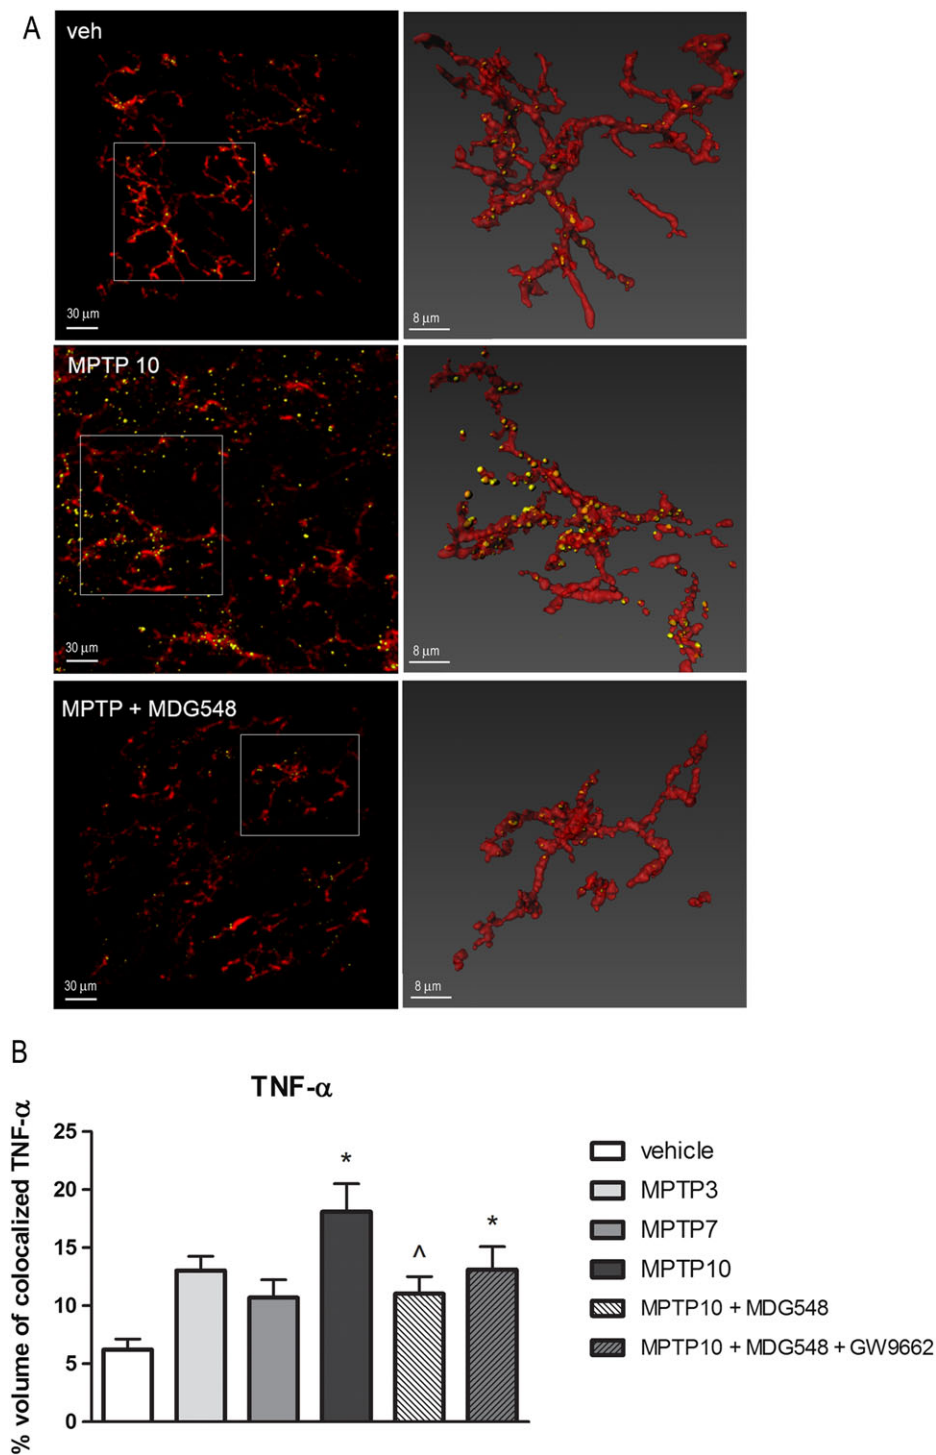 A
veh
30 µm
8 µm
MPTP 10
30 µm
8 µm
MPTP + MDG548
30 µm
8 µm
B
TNF-α
% volume of colocalized TNF-α
25
20
15
10
5
0
*
^
*
vehicle
MPTP3
MPTP7
MPTP10
MPTP10 + MDG548
MPTP10 + MDG548 + GW9662